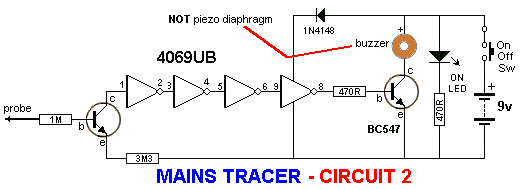 NOT piezo diaphragm
1N4148
buzzer
+
On
Off
Sw
4069UB
c
1
2
3
4
5
6
9
8
470R
b
c
e
ON
LED
470R
+
9v
BC547
probe
1M
b
c
e
3M3
MAINS TRACER - CIRCUIT 2